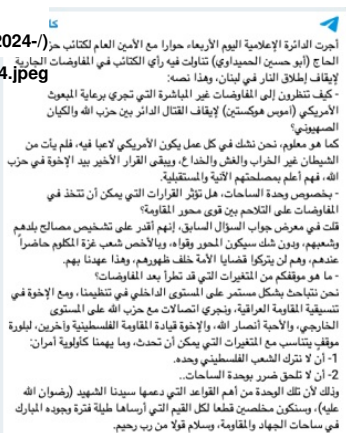 كتا
2024-/)
أجرت الدائرة الإعلامية اليوم الأربعاء حوارا مع الأمين العام لكتائب حز
الحاج (أبو حسين الحميداوي) تناولت فيه رأي الكتائب في المفاوضات الجارية
4.jpeg
لإيقاف إطلاق النار في لبنان، وهذا نصه:
- كيف تنظرون إلى المفاوضات غير المباشرة التي تجري برعاية المبعوث
الأمريكي (آموس هوكستين) لإيقاف القتال الدائر بين حزب الله والكيان
الصهيوني؟
كما هو معلوم، نحن نشك في كل عمل يكون الأمريكي لاعبا فيه، فلم يأت من
الشيطان غير الخراب والغش والخداع، ويبقى القرار الأخير بيد الإخوة في حزب
الله، فهم أعلم بمصلحتهم الآنية والمستقبلية.
- بخصوص وحدة الساحات، هل تؤثر القرارات التي يمكن أن تتخذ في
المفاوضات على التلاحم بين قوى محور المقاومة؟
قلت في معرض جواب السؤال السابق، إنهم أقدر على تشخيص مصالح بلدهم
وشعبهم، ودون شك سيكون المحور وقواه، وبالأخص شعب غزة المكلوم حاضراً
عندهم، وهم لن يتركوا قضايا الأمة خلف ظهورهم، وهذا عهدنا بهم.
- ما هو موقفكم من المتغيرات التي قد تطرأ بعد المفاوضات؟
نحن نتباحث بشكل مستمر على المستوى الداخلي في تنظيمنا، ومع الإخوة في
تنسيقية المقاومة العراقية، ونجري اتصالات مع حزب الله على المستوى
الخارجي، والأحبة أنصار الله، والإخوة قيادة المقاومة الفلسطينية وآخرين، لبلورة
موقف يتناسب مع المتغيرات التي يمكن أن تحدث، وما يهمنا كأولوية أمران:
1- أن لا نترك الشعب الفلسطيني وحده.
2- أن لا تلحق ضرر بوحدة الساحات..
وذلك لأن تلك الوحدة من أهم القواعد التي دعمها سيدنا الشهيد (رضوان الله
عليه)، وسنكون مخلصين قطعا لكل القيم التي أرساها طيلة فترة وجوده المبارك
في ساحات الجهاد والمقاومة، وسلام قولا من رب رحيم.